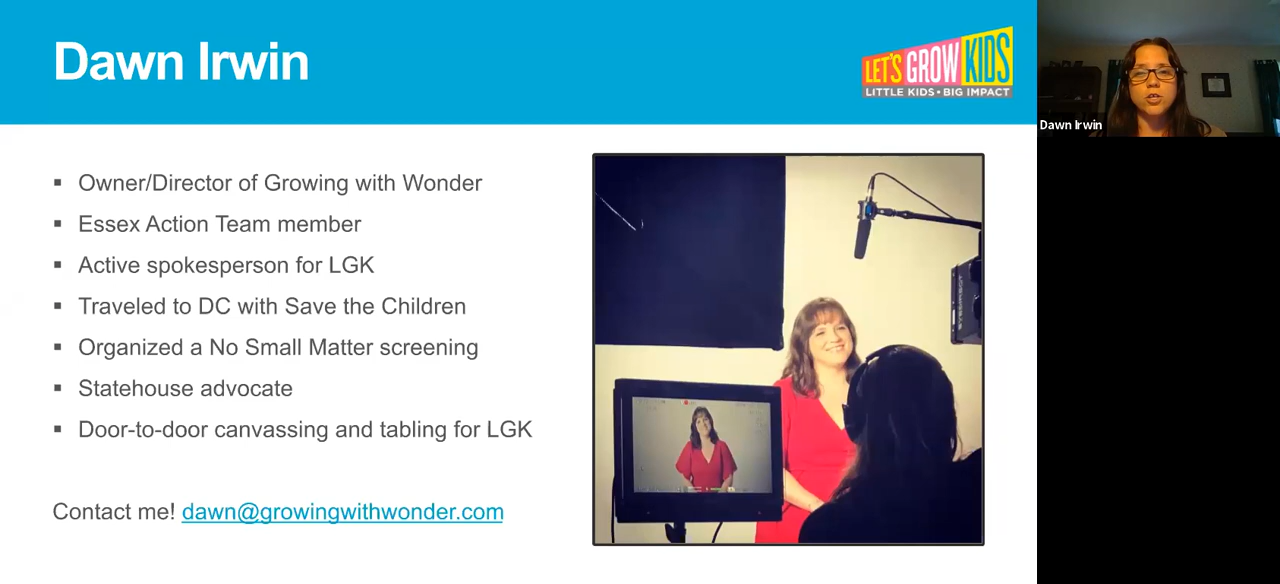 Dawn Irwin
LET'S GROW KIDS
LITTLE KIDS • BIG IMPACT
Dawn Irwin
▪ Owner/Director of Growing with Wonder
▪ Essex Action Team member
▪ Active spokesperson for LGK
▪ Traveled to DC with Save the Children
▪ Organized a No Small Matter screening
▪ Statehouse advocate
▪ Door-to-door canvassing and tabling for LGK
Contact me! dawn@growingwithwonder.com